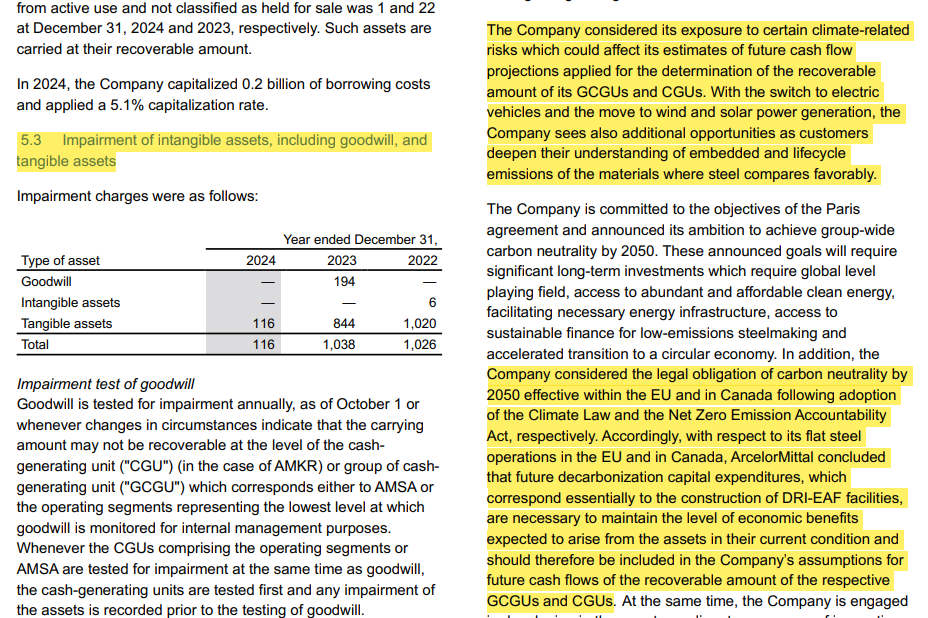 from active use and not classified as held for sale was 1 and 22
at December 31, 2024 and 2023, respectively. Such assets are
carried at their recoverable amount.
In 2024, the Company capitalized 0.2 billion of borrowing costs
and applied a 5.1% capitalization rate.
5.3 Impairment of intangible assets, including goodwill, and
tangible assets
Impairment charges were as follows:
Year ended December 31,
Type of asset 2024 2023 2022
Goodwill — 194 —
Intangible assets — — 6
Tangible assets 116 844 1,020
Total 116 1,038 1,026
Impairment test of goodwill
Goodwill is tested for impairment annually, as of October 1 or
whenever changes in circumstances indicate that the carrying
amount may not be recoverable at the level of the cash-
generating unit ("CGU") (in the case of AMKR) or group of cash-
generating unit ("GCGU") which corresponds either to AMSA or
the operating segments representing the lowest level at which
goodwill is monitored for internal management purposes.
Whenever the CGUs comprising the operating segments or
AMSA are tested for impairment at the same time as goodwill,
the cash-generating units are tested first and any impairment of
the assets is recorded prior to the testing of goodwill.
The Company considered its exposure to certain climate-related
risks which could affect its estimates of future cash flow
projections applied for the determination of the recoverable
amount of its GCGUs and CGUs. With the switch to electric
vehicles and the move to wind and solar power generation, the
Company sees also additional opportunities as customers
deepen their understanding of embedded and lifecycle
emissions of the materials where steel compares favorably.
The Company is committed to the objectives of the Paris
agreement and announced its ambition to achieve group-wide
carbon neutrality by 2050. These announced goals will require
significant long-term investments which require global level
playing field, access to abundant and affordable clean energy,
facilitating necessary energy infrastructure, access to
sustainable finance for low-emissions steelmaking and
accelerated transition to a circular economy. In addition, the
Company considered the legal obligation of carbon neutrality by
2050 effective within the EU and in Canada following adoption
of the Climate Law and the Net Zero Emission Accountability
Act, respectively. Accordingly, with respect to its flat steel
operations in the EU and in Canada, ArcelorMittal concluded
that future decarbonization capital expenditures, which
correspond essentially to the construction of DRI-EAF facilities,
are necessary to maintain the level of economic benefits
expected to arise from the assets in their current condition and
should therefore be included in the Company's assumptions for
future cash flows of the recoverable amount of the respective
GCGUs and CGUs. At the same time, the Company is engaged